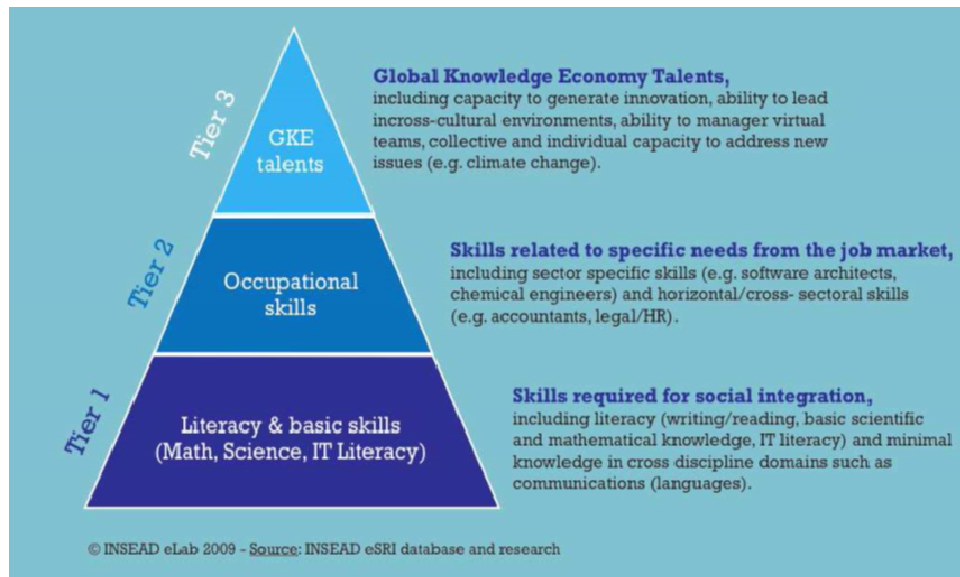 Tier 3
GKE
talents
Global Knowledge Economy Talents,
including capacity to generate innovation, ability to lead
incross-cultural environments, ability to manager virtual
teams, collective and individual capacity to address new
issues (e.g. climate change).
Tier 2
Occupational
skills
Skills related to specific needs from the job market,
including sector specific skills (e.g. software architects,
chemical engineers) and horizontal/cross- sectoral skills
(e.g. accountants, legal/HR).
Tier 1
Literacy & basic skills
(Math, Science, IT Literacy)
Skills required for social integration,
including literacy (writing/reading, basic scientific
and mathematical knowledge, IT literacy) and minimal
knowledge in cross discipline domains such as
communications (languages).
© INSEAD eLab 2009 - Source: INSEAD eSRI database and research